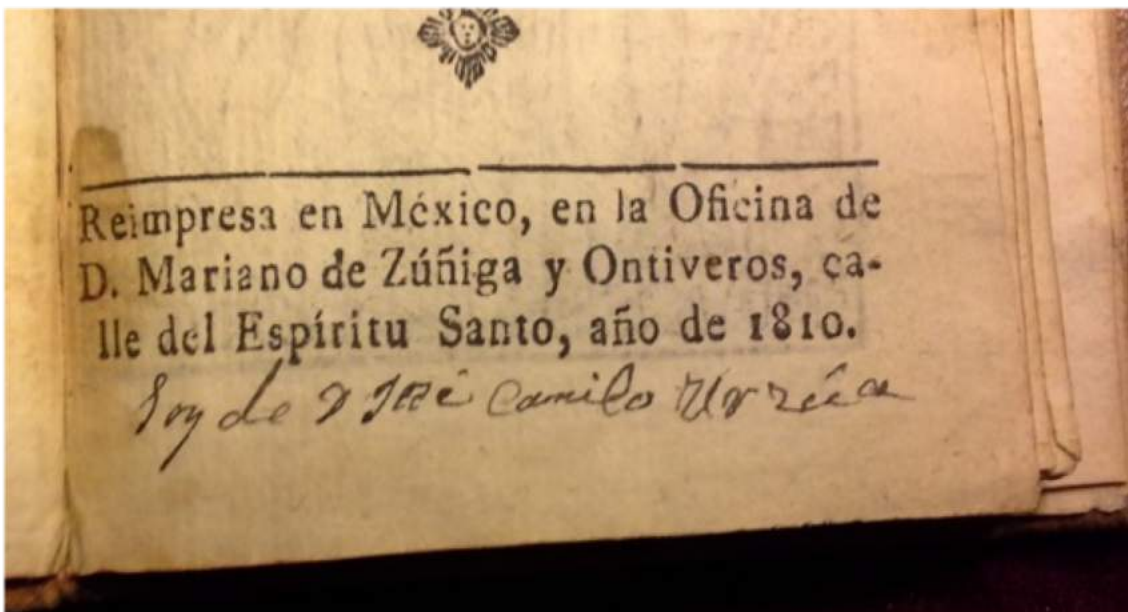 Reimpresa en México, en la Oficina de
D. Mariano de Zúñiga y Ontiveros, ca-
lle del Espíritu Santo, año de 1810.
Soy de D José Camilo Urzúa